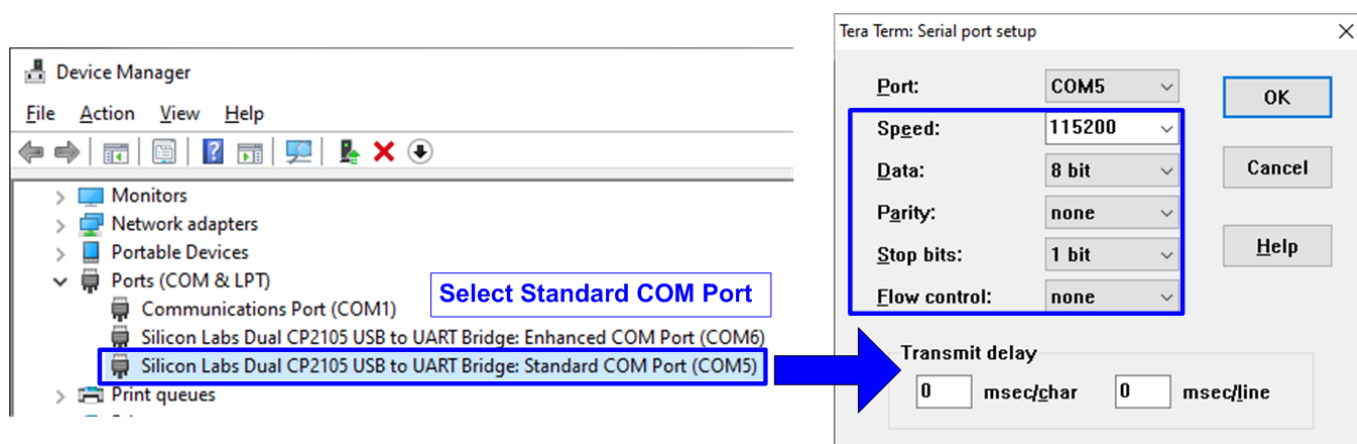 Device Manager
File Action View Help
Monitors
Network adapters
Portable Devices
Ports (COM & LPT)
Communications Port (COM1)
Silicon Labs Dual CP2105 USB to UART Bridge: Enhanced COM Port (COM6)
Silicon Labs Dual CP2105 USB to UART Bridge: Standard COM Port (COM5)
Print queues
Select Standard COM Port
Tera Term: Serial port setup
Port: COM5
OK
Speed: 115200
Data: 8 bit
Cancel
Parity: none
Stop bits: 1 bit
Help
Flow control: none
Transmit delay
0 msec/char 0 msec/line